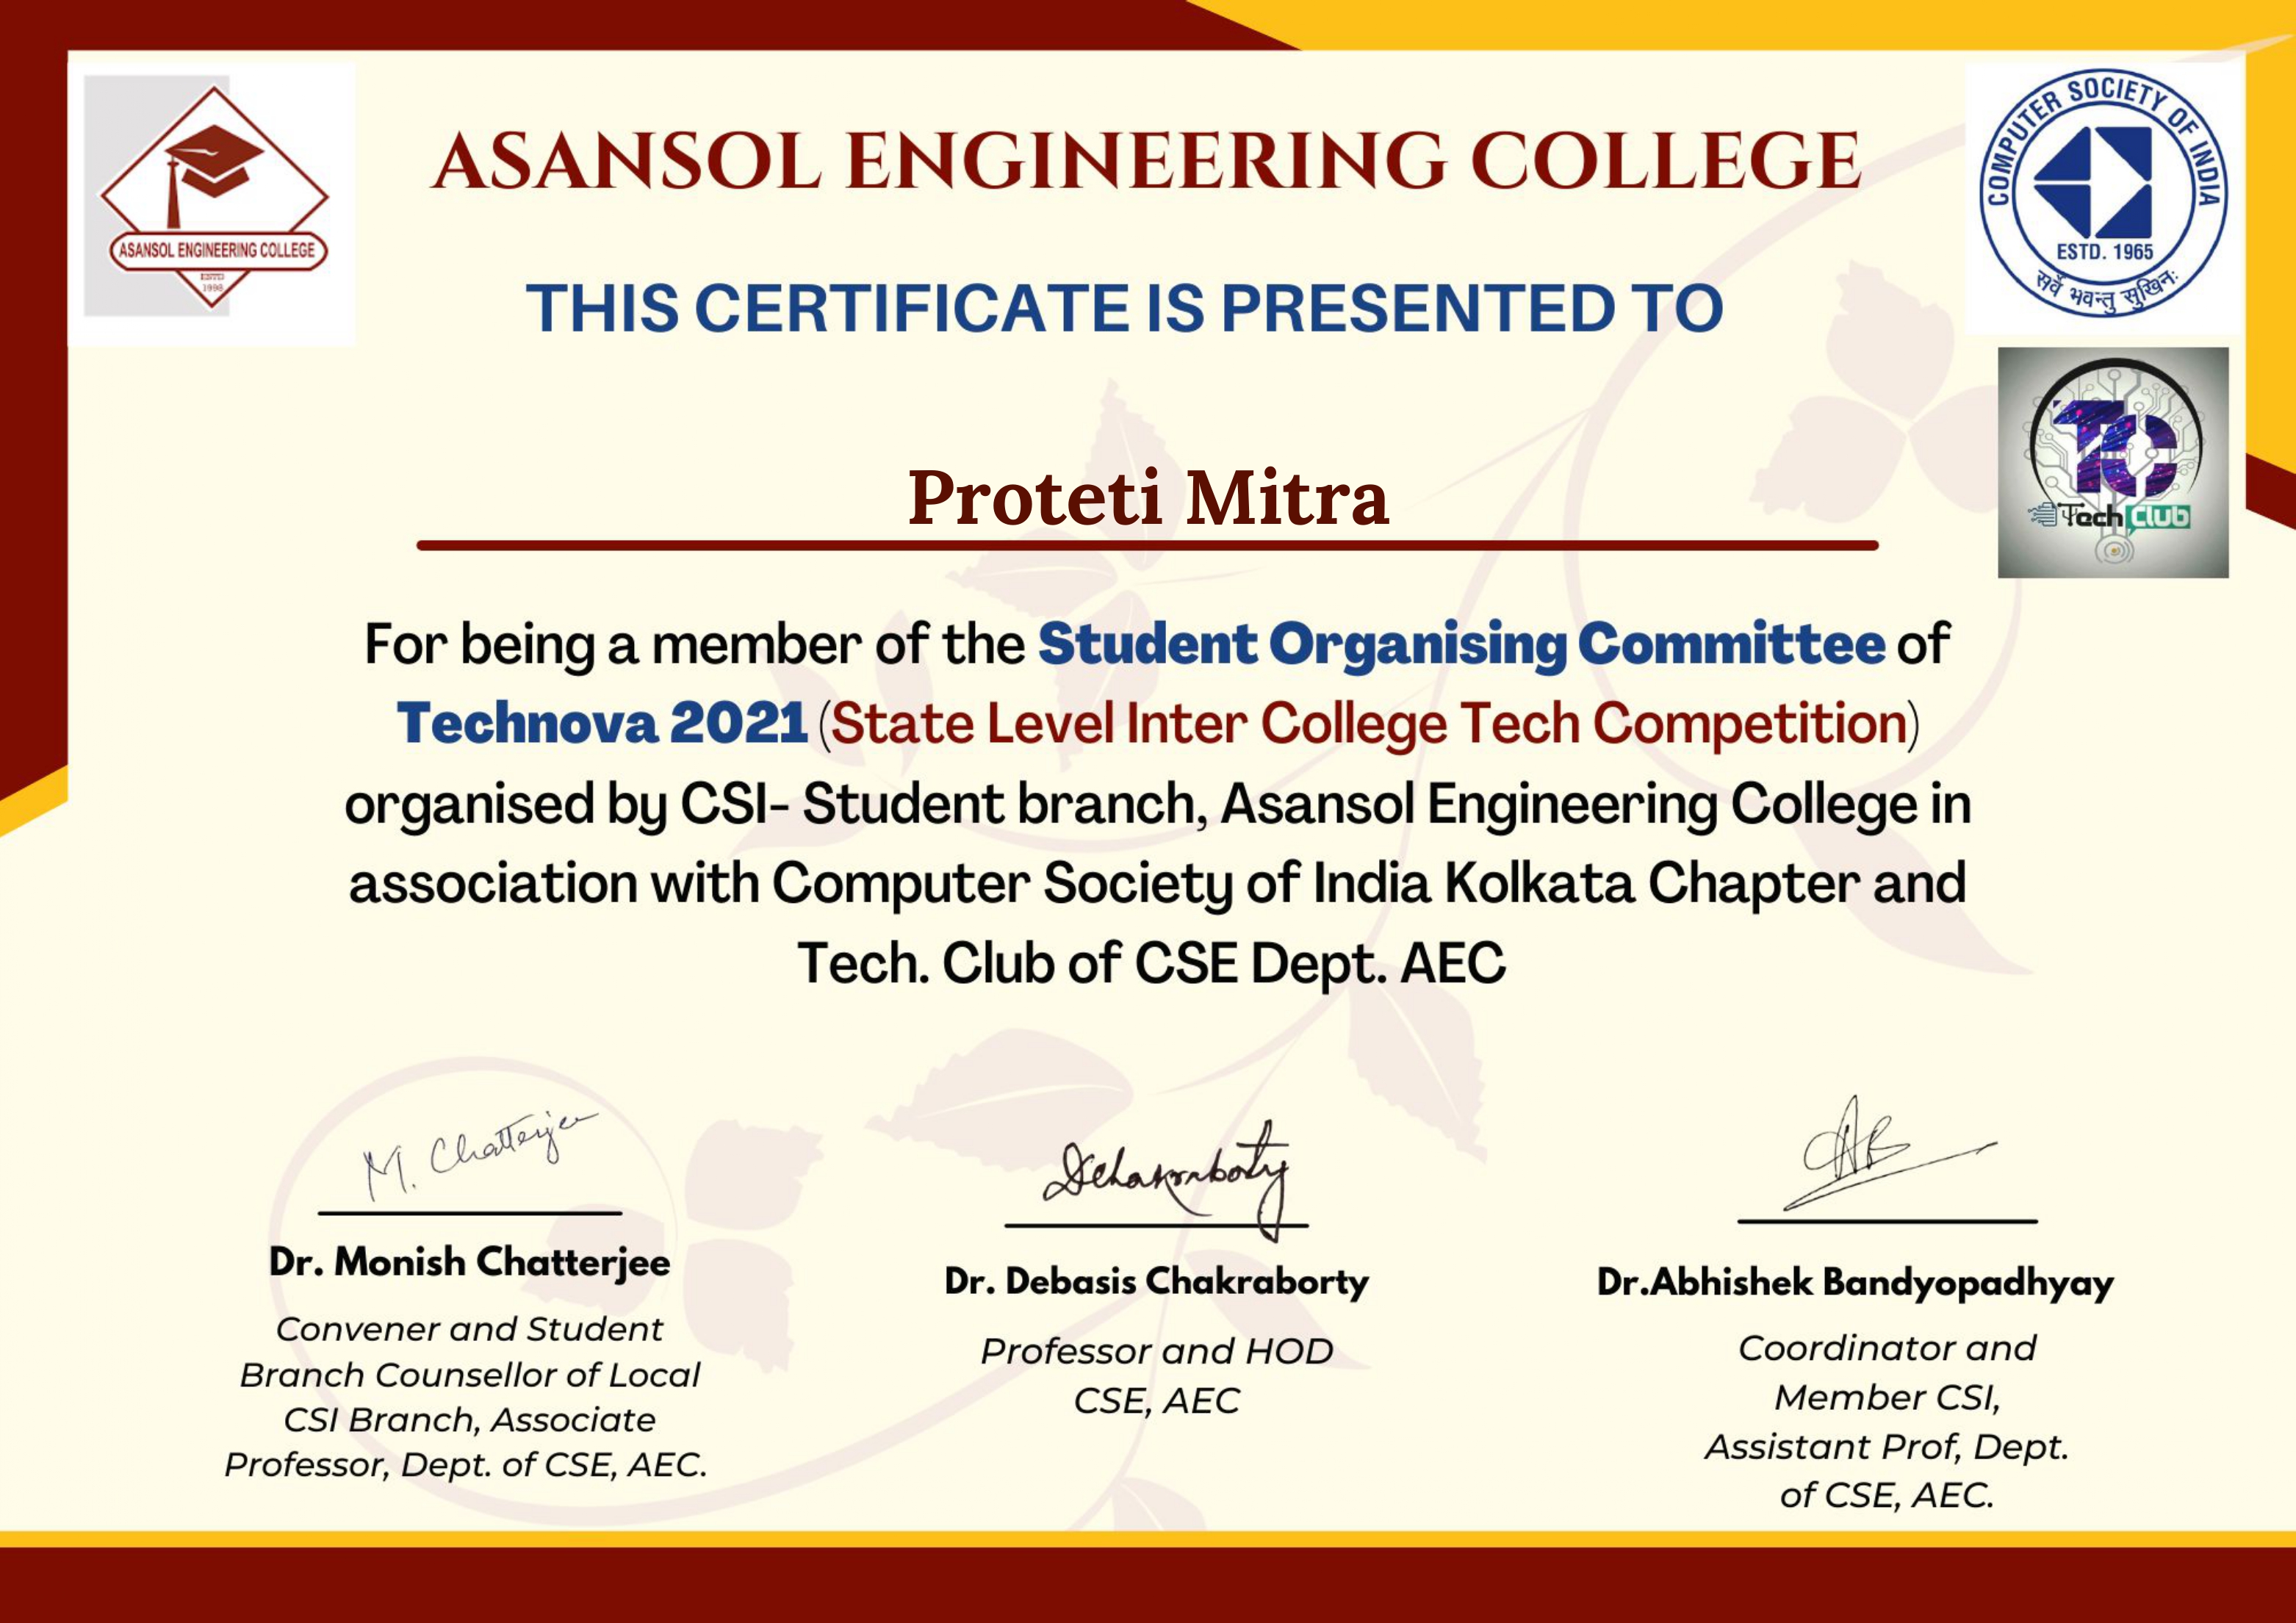 ASANSOL ENGINEERING COLLEGE
ESTD
1998
ASANSOL ENGINEERING COLLEGE
COMPUTER SOCIETY OF INDIA
ESTD. 1965
सर्वे भवन्तु सुखिनः
THIS CERTIFICATE IS PRESENTED TO
TC
Tech Club
Proteti Mitra
For being a member of the Student Organising Committee of
Technova 2021 (State Level Inter College Tech Competition)
organised by CSI- Student branch, Asansol Engineering College in
association with Computer Society of India Kolkata Chapter and
Tech. Club of CSE Dept. AEC
M. Chatterjee
Dr. Monish Chatterjee
Convener and Student
Branch Counsellor of Local
CSI Branch, Associate
Professor, Dept. of CSE, AEC.
DChakraborty
Dr. Debasis Chakraborty
Professor and HOD
CSE, AEC
Dr.Abhishek Bandyopadhyay
Coordinator and
Member CSI,
Assistant Prof, Dept.
of CSE, AEC.